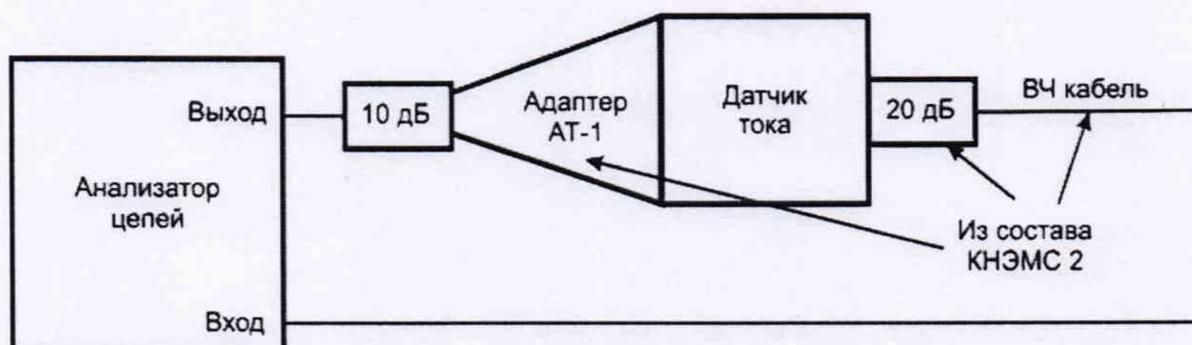 Анализатор
цепей
Выход
Вход
10 дБ
Адаптер
АТ-1
Датчик
тока
20 дБ
ВЧ кабель
Из состава
КНЭМС 2